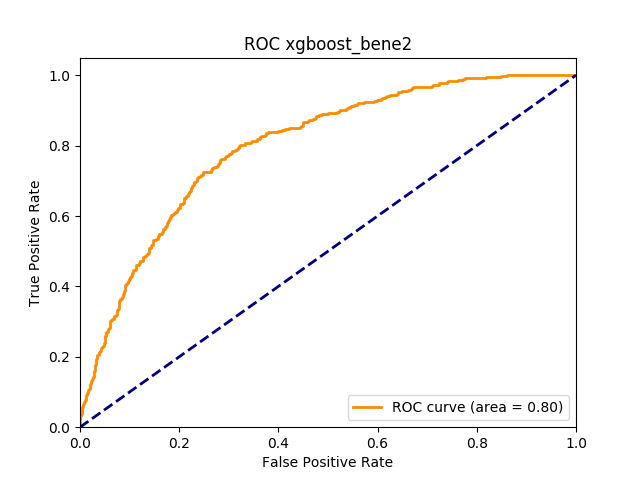 ROC xgboost_bene2
True Positive Rate
1.0
0.8
0.6
0.4
0.2
0.0
ROC curve (area = 0.80)
0.0 0.2 0.4 0.6 0.8 1.0
False Positive Rate